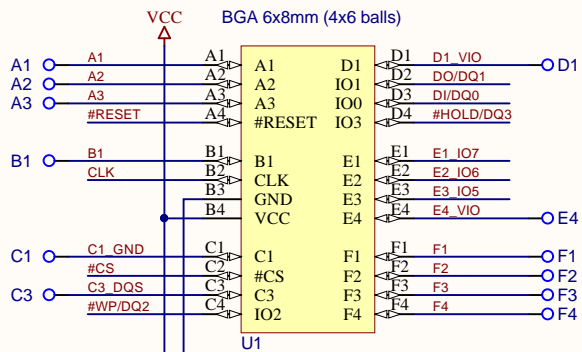 VCC
BGA 6x8mm (4x6 balls)
A1 A1 A1 A1 D1 D1 D1_VIO D1
A2 A2 A2 A2 IO1 D2 DO/DQ1
A3 A3 A3 A3 IO0 D3 DI/DQ0
#RESET A4 #RESET IO3 D4 #HOLD/DQ3
B1 B1 B1 B1 E1 E1 E1_IO7
CLK B2 CLK E2 E2 E2_IO6
B3 GND E3 E3 E3_IO5
B4 VCC E4 E4 E4_VIO E4
C1 C1_GND C1 C1 F1 F1 F1 F1
#CS C2 #CS F2 F2 F2 F2
C3 C3_DQS C3 C3 F3 F3 F3 F3
#WP/DQ2 C4 IO2 F4 F4 F4 F4
U1